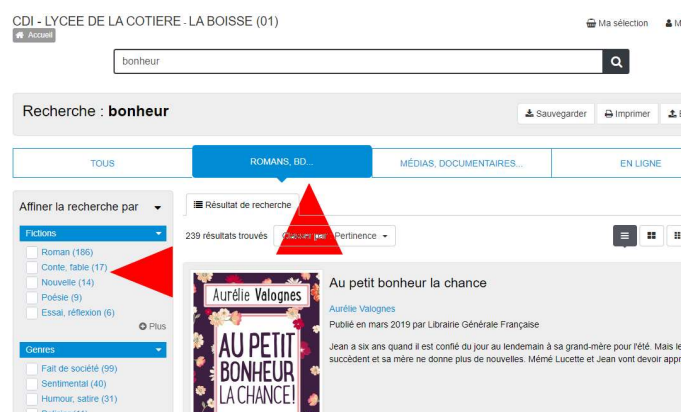 CDI - LYCEE DE LA COTIERE - LA BOISSE (01)
Ma sélection
M
Accueil
bonheur
Recherche : bonheur
Sauvegarder
Imprimer
TOUS
ROMANS, BD...
MÉDIAS, DOCUMENTAIRES...
EN LIGNE
Affiner la recherche par
Résultat de recherche
Fictions
Roman (186)
Conte, fable (17)
Nouvelle (14)
Poésie (9)
Essai, réflexion (6)
Plus
Genres
Fait de société (99)
Sentimental (40)
Humour, satire (31)
239 résultats trouvés
Classer par : Pertinence
Aurélie Valognes
AU PETIT
BONHEUR
LA CHANCE!
Au petit bonheur la chance
Aurélie Valognes
Publié en mars 2019 par Librairie Générale Française
Jean a six ans quand il est confié du jour au lendemain à sa grand-mère pour l'été. Mais le
succèdent et sa mère ne donne plus de nouvelles. Mémé Lucette et Jean vont devoir appr